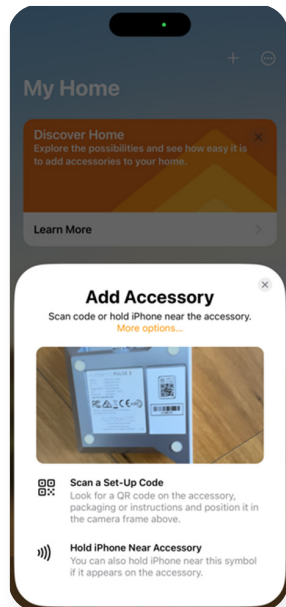 My Home
Discover Home
Explore the possibilities and see how easy it is
to add accessories to your home.
Learn More
Add Accessory
Scan code or hold iPhone near the accessory.
More options...
PULSE 3
Scan a Set-Up Code
Look for a QR code on the accessory,
packaging or instructions and position it in
the camera frame above.
Hold iPhone Near Accessory
You can also hold iPhone near this symbol
if it appears on the accessory.